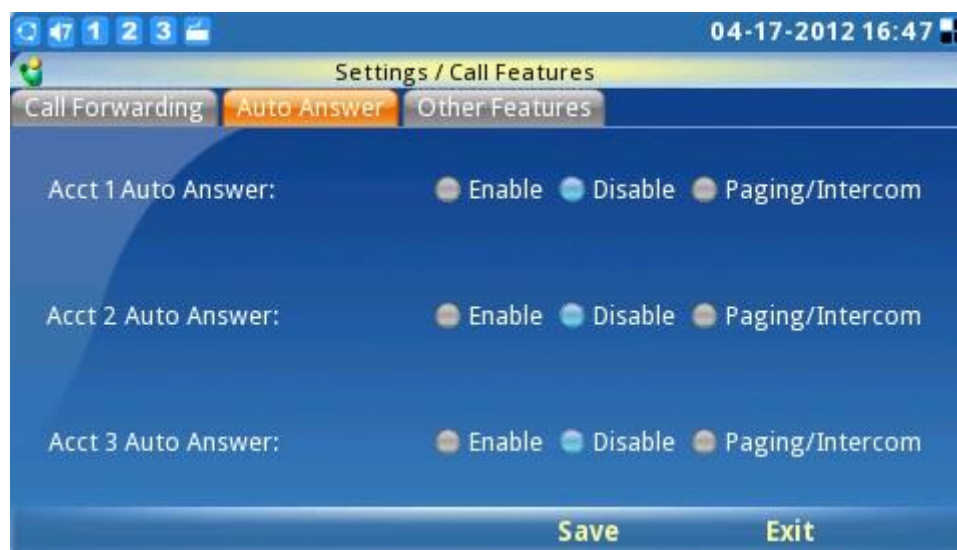 47 1 2 3 04-17-2012 16:47
Settings / Call Features
Call Forwarding Auto Answer Other Features
Acct 1 Auto Answer: Enable Disable Paging/Intercom
Acct 2 Auto Answer: Enable Disable Paging/Intercom
Acct 3 Auto Answer: Enable Disable Paging/Intercom
Save Exit